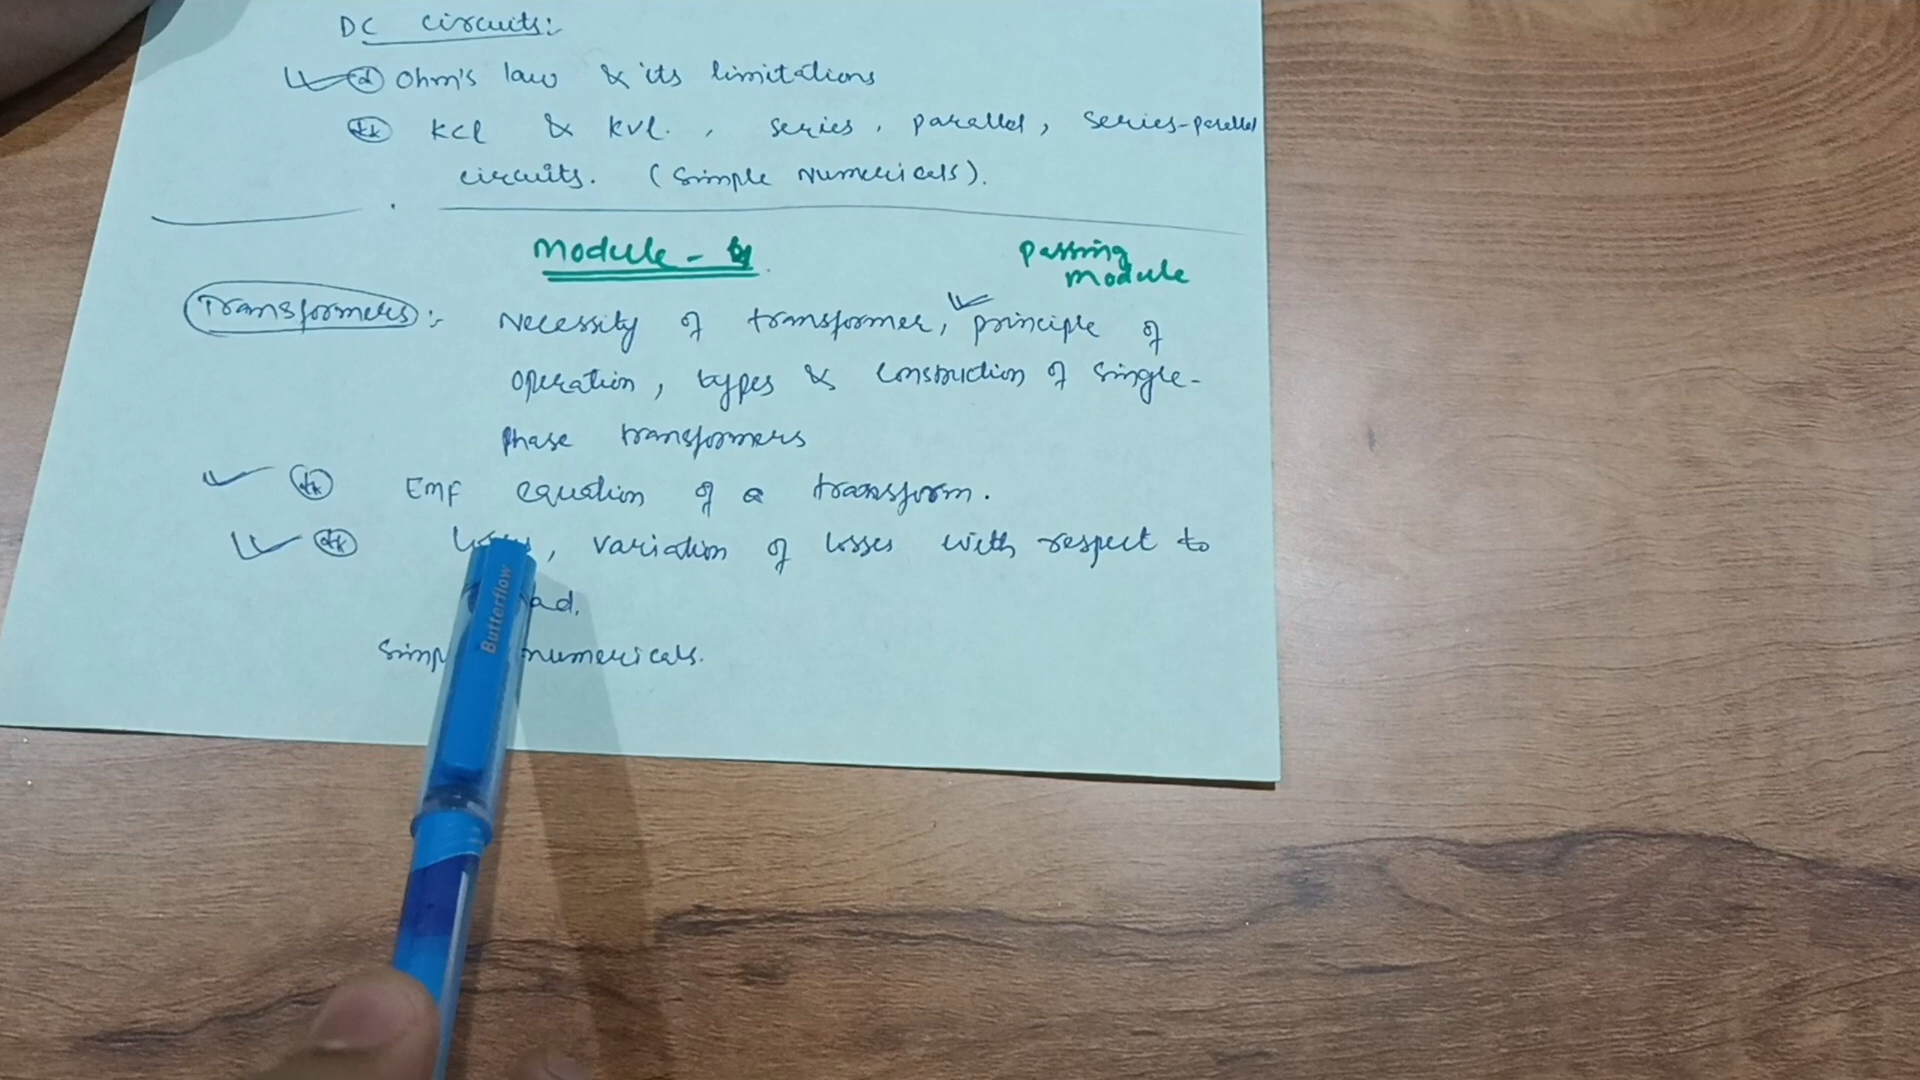 DC circuits:
Ohm's law & its limitations
** KCl & KVl. , series, parallel, series-parallel
circuits. (simple numericals).
Module -
Passing
module
Transformers :- Necessity of transformer, principle of
operation, types & construction of single-
phase transformers
** EMF equation of a transform.
** , variation of losses with respect to
simp numericals.
Butterflow